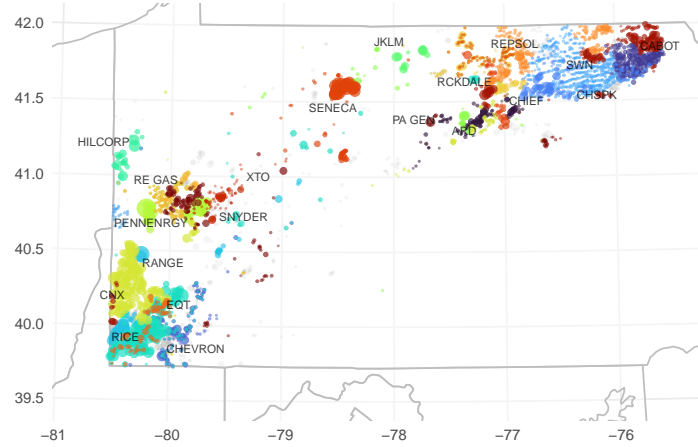 42.0
JKLM
REPSOL
CABOT
SWN
RCKDALE
41.5
SENECA
CHSPK
CHIEF
PA GEN
ARD
HILCORP
41.0
RE GAS
XTO
PENNENRGY
SNYDER
40.5
RANGE
CNX
EQT
40.0
RICE
CHEVRON
39.5
−81
−80
−79
−78
−77
−76